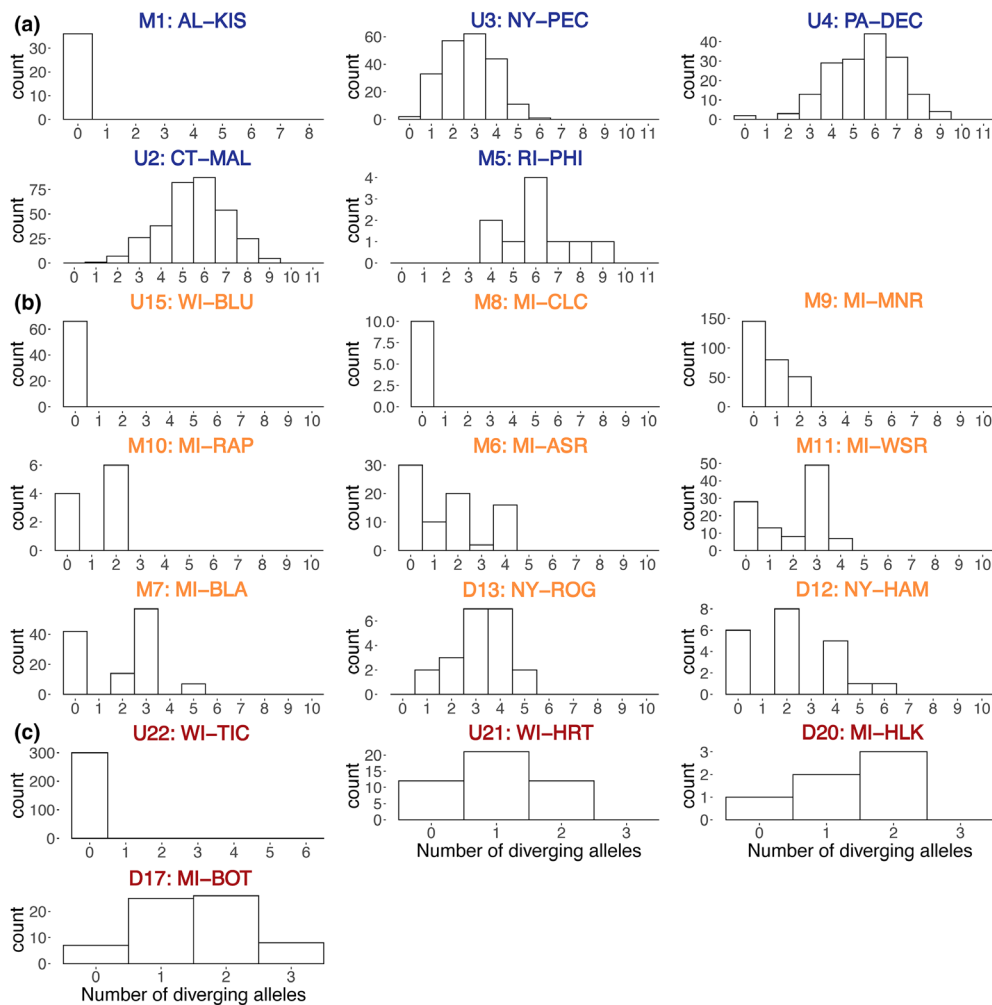 (a)
M1: AL−KIS
U3: NY−PEC
U4: PA−DEC
count
30
20
10
0
0 1 2 3 4 5 6 7 8
count
60
40
20
0
0 1 2 3 4 5 6 7 8 9 10 11
count
40
30
20
10
0
0 1 2 3 4 5 6 7 8 9 10 11
U2: CT−MAL
M5: RI−PHI
count
75
50
25
0
0 1 2 3 4 5 6 7 8 9 10 11
count
4
3
2
1
0
0 1 2 3 4 5 6 7 8 9 10 11
(b)
U15: WI−BLU
M8: MI−CLC
M9: MI−MNR
count
60
40
20
0
0 1 2 3 4 5 6 7 8 9 10
count
10.0
7.5
5.0
2.5
0.0
0 1 2 3 4 5 6 7 8 9 10
count
150
100
50
0
0 1 2 3 4 5 6 7 8 9 10
M10: MI−RAP
M6: MI−ASR
M11: MI−WSR
count
6
4
2
0
0 1 2 3 4 5 6 7 8 9 10
count
30
20
10
0
0 1 2 3 4 5 6 7 8 9 10
count
50
40
30
20
10
0
0 1 2 3 4 5 6 7 8 9 10
M7: MI−BLA
D13: NY−ROG
D12: NY−HAM
count
40
20
0
0 1 2 3 4 5 6 7 8 9 10
count
6
4
2
0
0 1 2 3 4 5 6 7 8 9 10
count
8
6
4
2
0
0 1 2 3 4 5 6 7 8 9 10
(c)
U22: WI−TIC
U21: WI−HRT
D20: MI−HLK
count
300
200
100
0
0 1 2 3 4 5 6
count
20
15
10
5
0
0 1 2 3
Number of diverging alleles
count
3
2
1
0
0 1 2 3
Number of diverging alleles
D17: MI−BOT
count
20
10
0
0 1 2 3
Number of diverging alleles